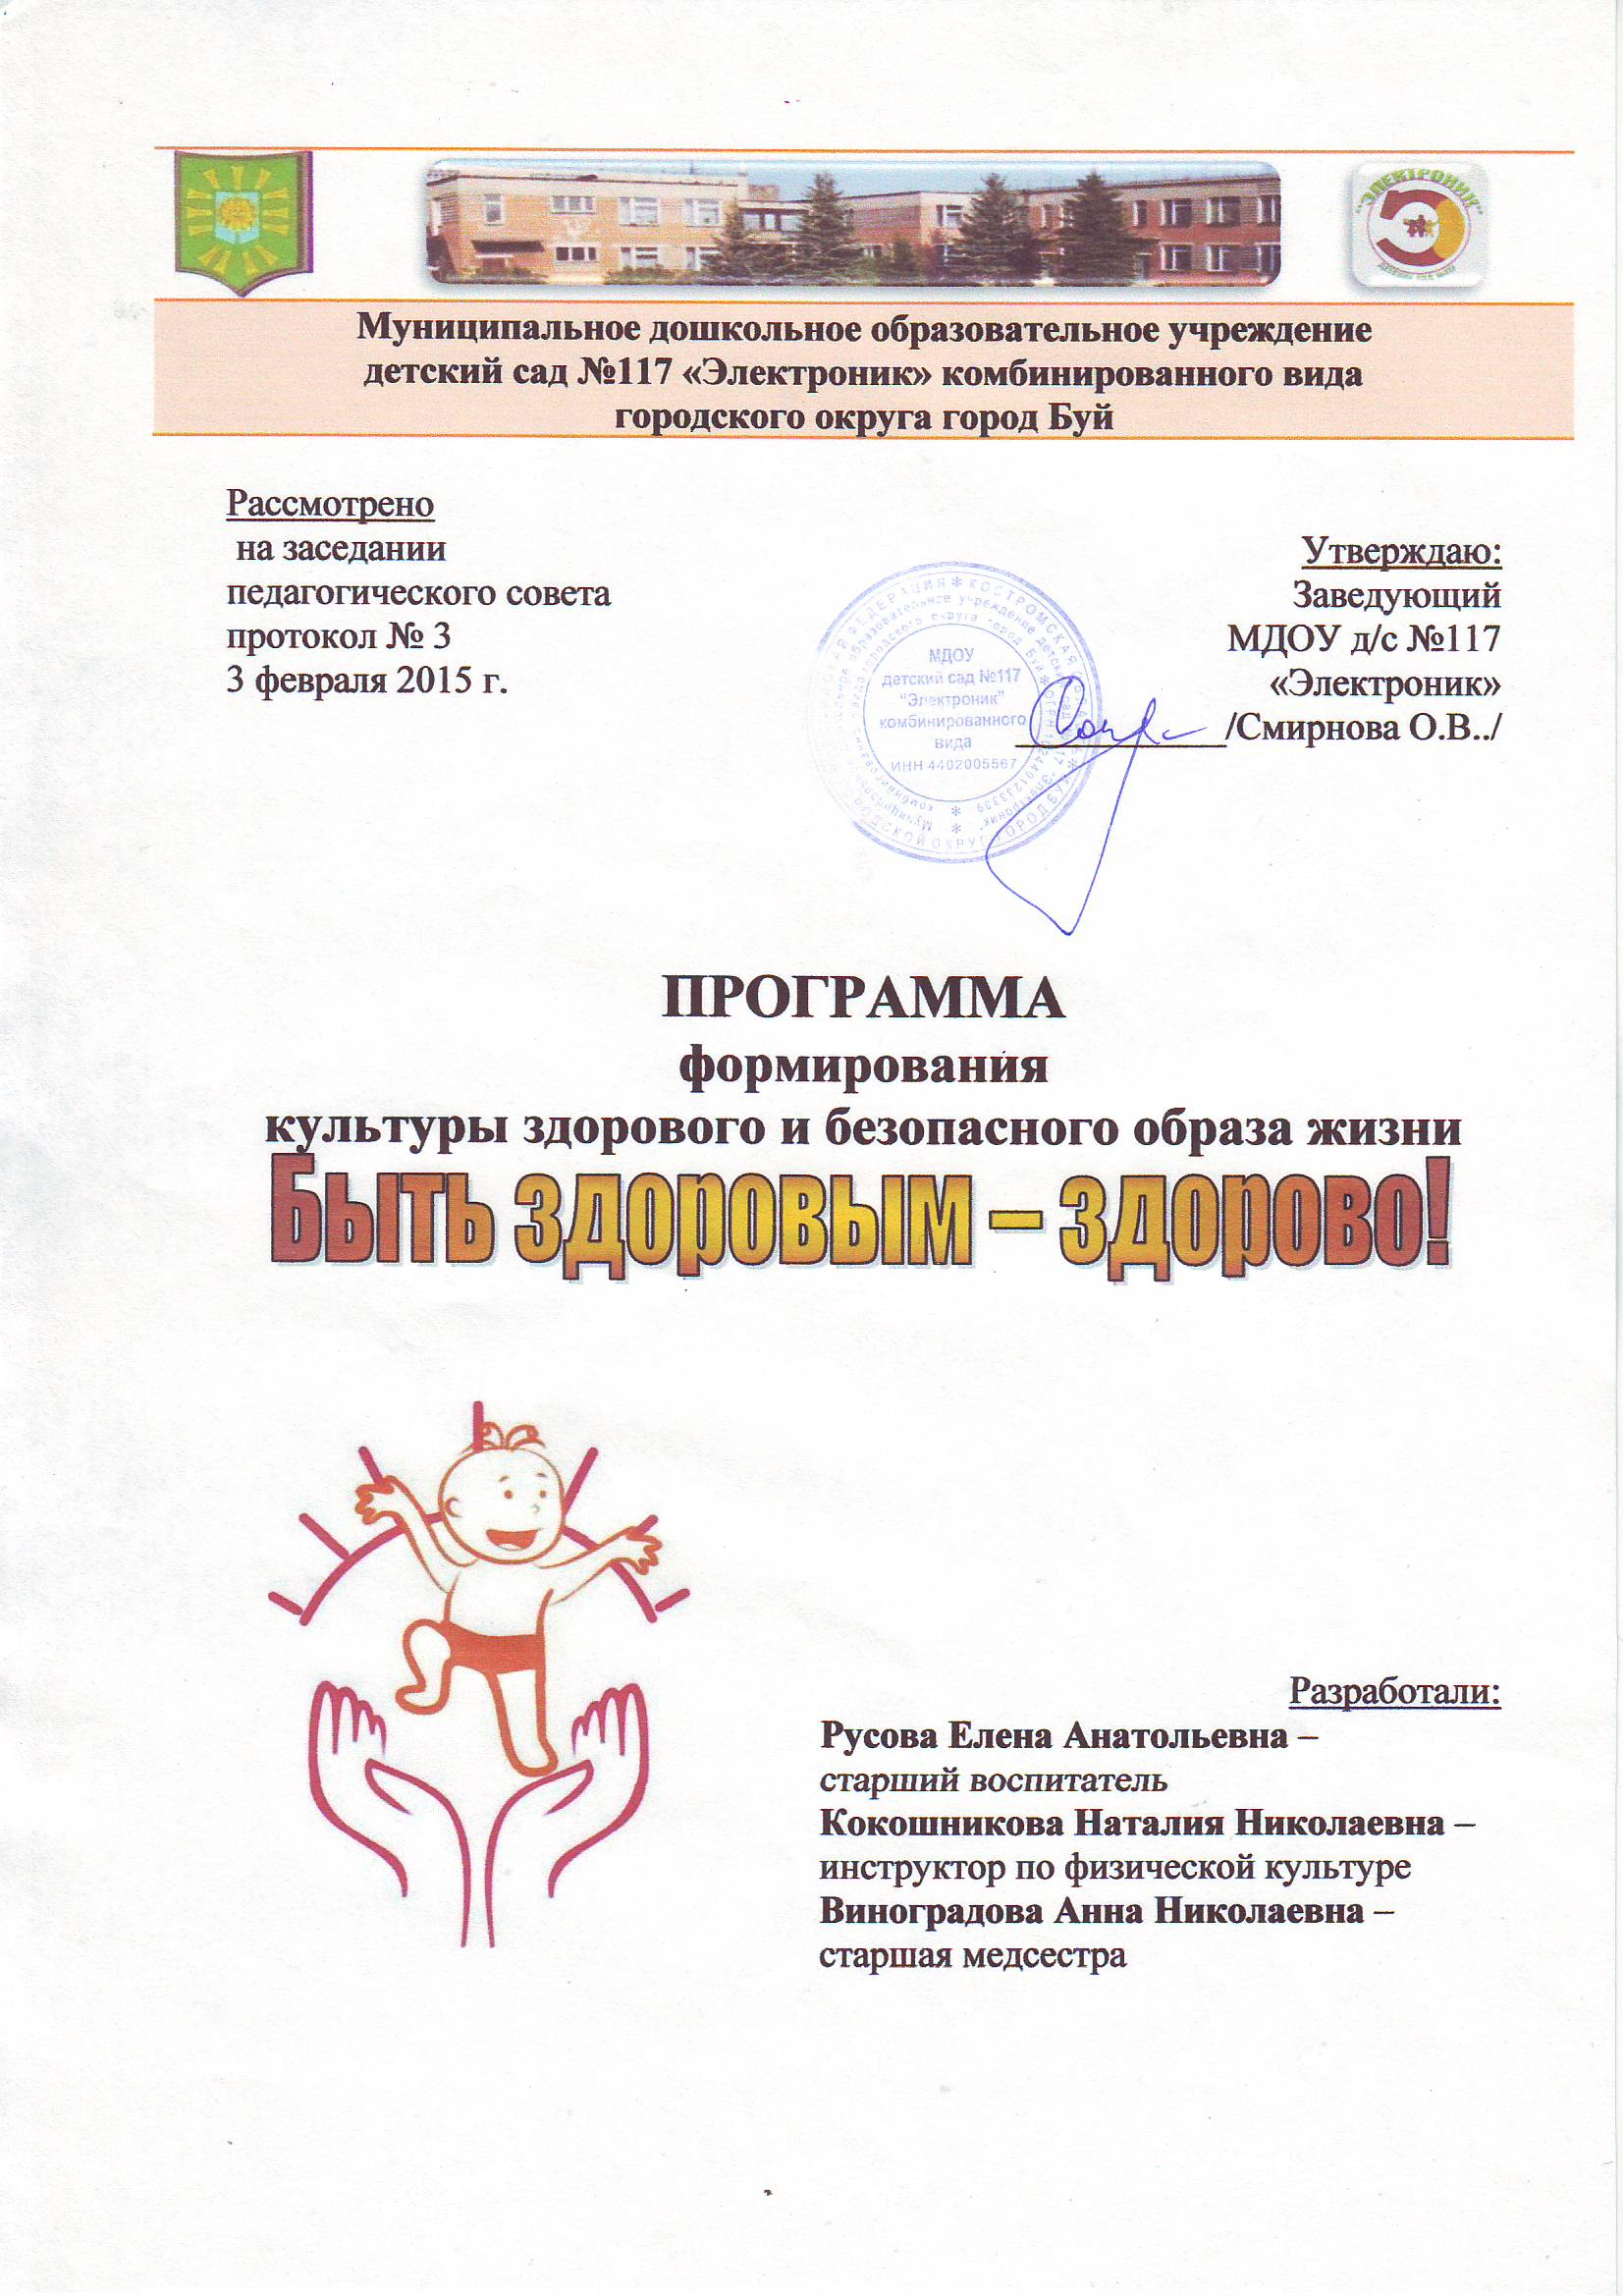 "ЭЛЕКТРОНИК"
Муниципальное дошкольное образовательное учреждение
детский сад №117 «Электроник» комбинированного вида
городского округа город Буй
Рассмотрено
на заседании
педагогического совета
протокол № 3
3 февраля 2015 г.
Утверждаю:
Заведующий
МДОУ д/с №117
«Электроник»
/Смирнова О.В../
МДОУ
детский сад №117
"Электроник"
комбинированного
вида
ИНН 4402005567
ПРОГРАММА
формирования
культуры здорового и безопасного образа жизни
Быть здоровым – здорово!
Разработали:
Русова Елена Анатольевна –
старший воспитатель
Кокошникова Наталия Николаевна –
инструктор по физической культуре
Виноградова Анна Николаевна –
старшая медсестра